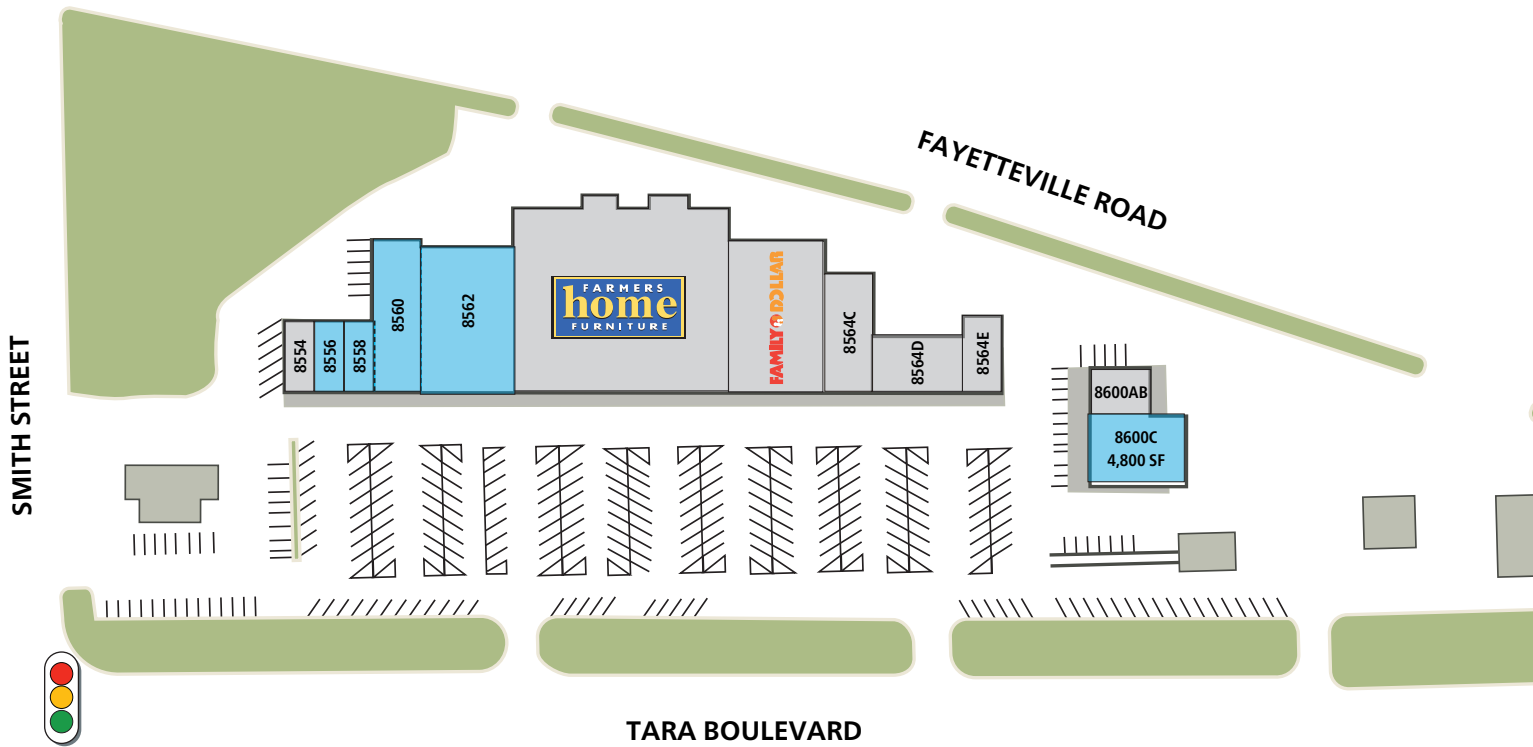 FAYETTEVILLE ROAD
SMITH STREET
8554
8556
8558
8560
8562
FARMERS
home
FURNITURE
FAMILY DOLLAR
8564C
8564D
8564E
8600AB
8600C
4,800 SF
TARA BOULEVARD